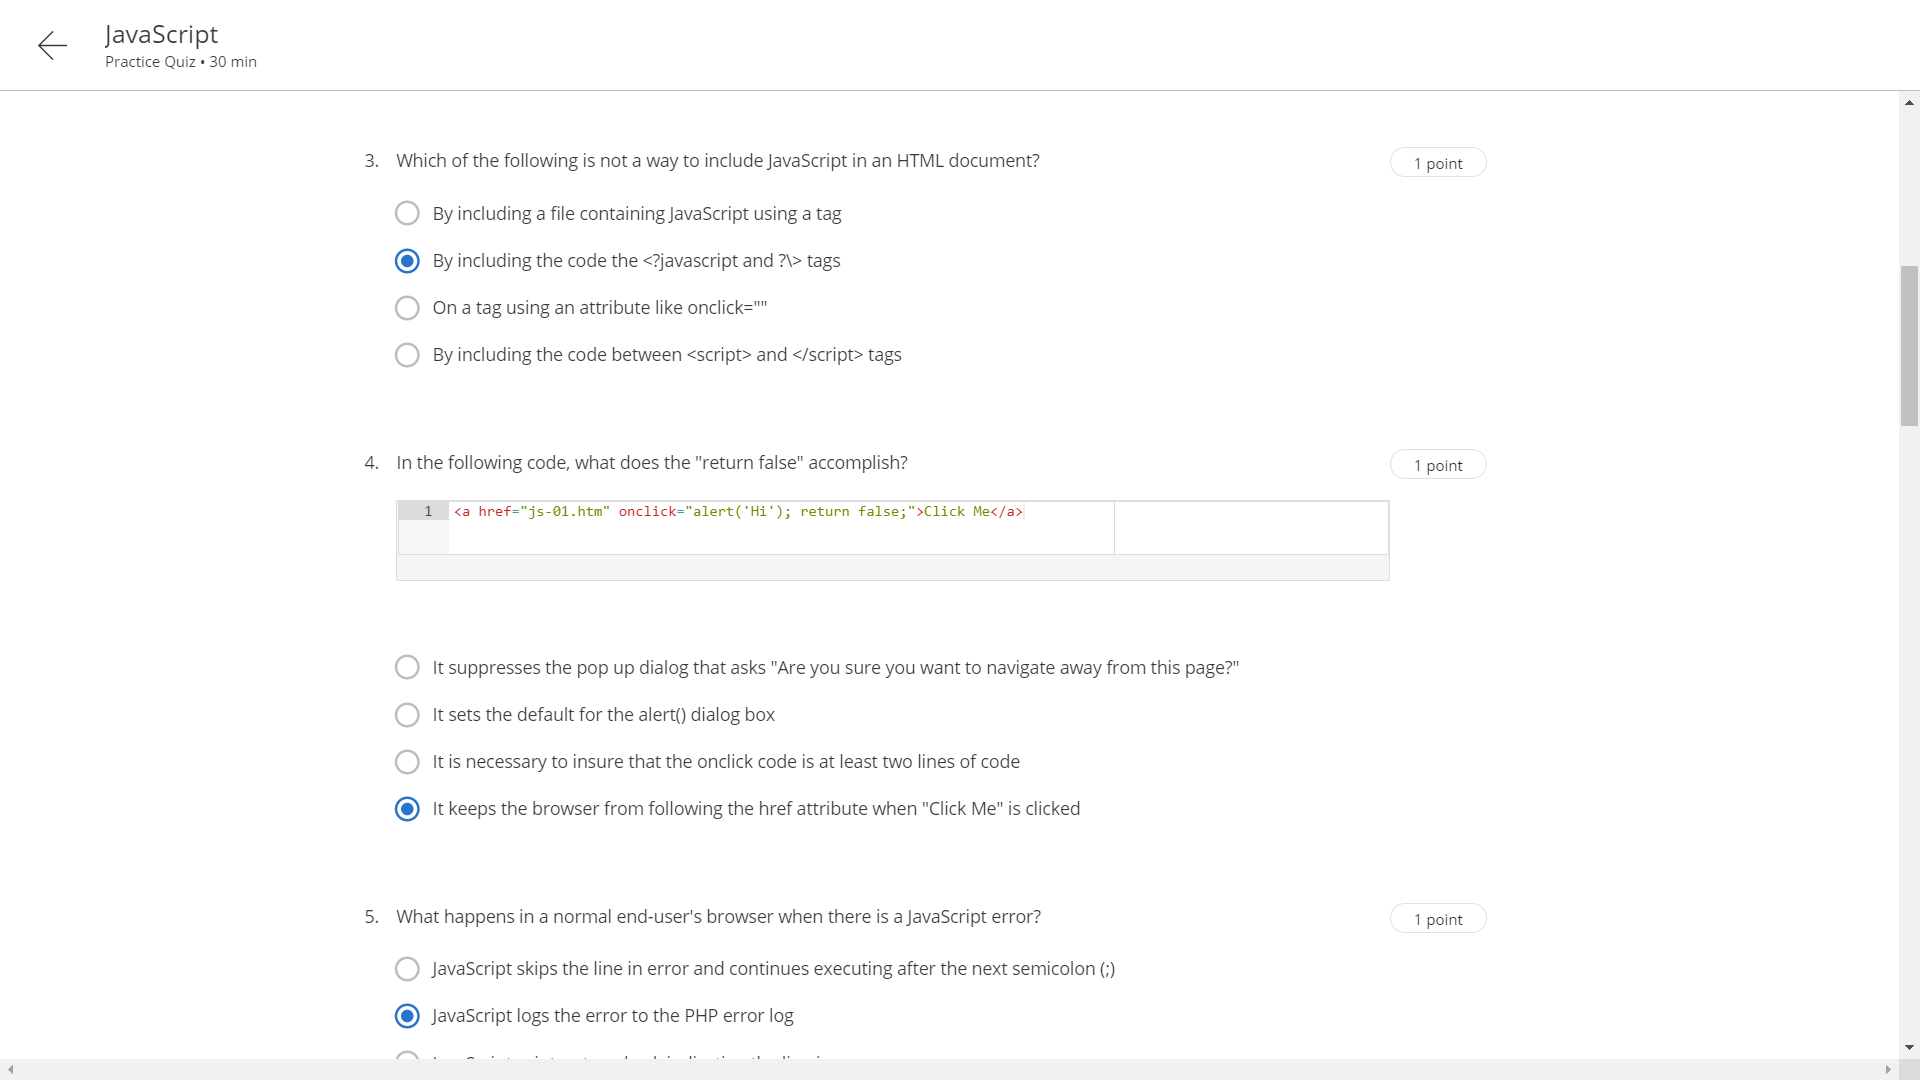 JavaScript
Practice Quiz • 30 min
3. Which of the following is not a way to include JavaScript in an HTML document?
1 point
By including a file containing JavaScript using a tag
By including the code the <?javascript and ?\> tags
On a tag using an attribute like onclick=""
By including the code between <script> and </script> tags
4. In the following code, what does the "return false" accomplish?
1 point
1 <a href="js-01.htm" onclick="alert('Hi'); return false;">Click Me</a>
It suppresses the pop up dialog that asks "Are you sure you want to navigate away from this page?"
It sets the default for the alert() dialog box
It is necessary to insure that the onclick code is at least two lines of code
It keeps the browser from following the href attribute when "Click Me" is clicked
5. What happens in a normal end-user's browser when there is a JavaScript error?
1 point
JavaScript skips the line in error and continues executing after the next semicolon (;)
JavaScript logs the error to the PHP error log